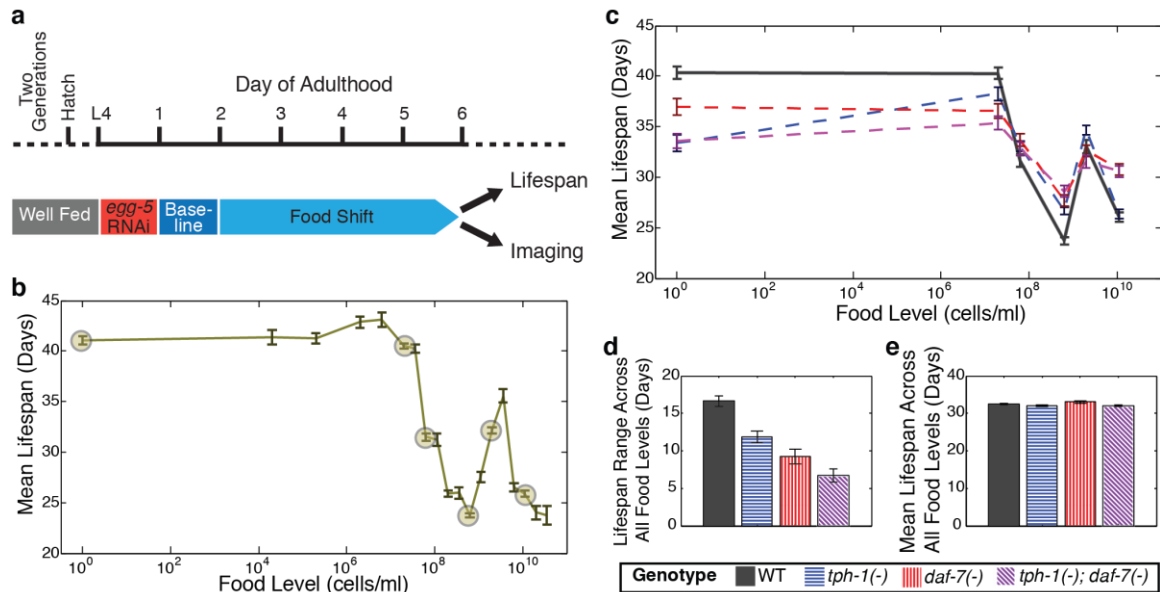 a
Two
Generations
Hatch
Day of Adulthood
L4 1 2 3 4 5 6
Well Fed
egg-5
RNAi
Base-
line
Food Shift
Lifespan
Imaging
b
Mean Lifespan (Days)
45
40
35
30
25
20
10^0 10^2 10^4 10^6 10^8 10^10
Food Level (cells/ml)
c
Mean Lifespan (Days)
45
40
35
30
25
20
10^0 10^2 10^4 10^6 10^8 10^10
Food Level (cells/ml)
d
Lifespan Range Across
All Food Levels (Days)
20
15
10
5
0
e
Mean Lifespan Across
All Food Levels (Days)
40
30
20
10
0
Genotype WT tph-1(-) daf-7(-) tph-1(-); daf-7(-)